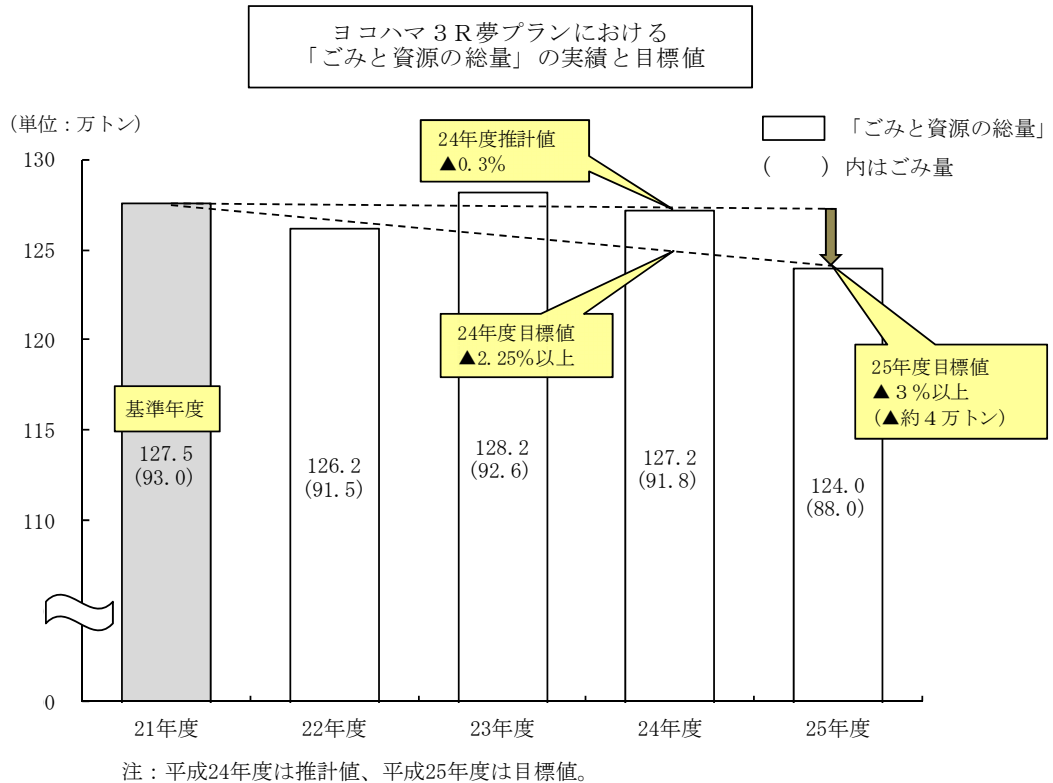 ヨコハマ３Ｒ夢プランにおける
「ごみと資源の総量」の実績と目標値
(単位：万トン)
「ごみと資源の総量」
(　　)内はごみ量
24年度推計値
▲0.3%
24年度目標値
▲2.25%以上
25年度目標値
▲３％以上
(▲約４万トン)
基準年度
130
125
120
115
110
0
127.5
(93.0)
126.2
(91.5)
128.2
(92.6)
127.2
(91.8)
124.0
(88.0)
21年度
22年度
23年度
24年度
25年度
注：平成24年度は推計値、平成25年度は目標値。